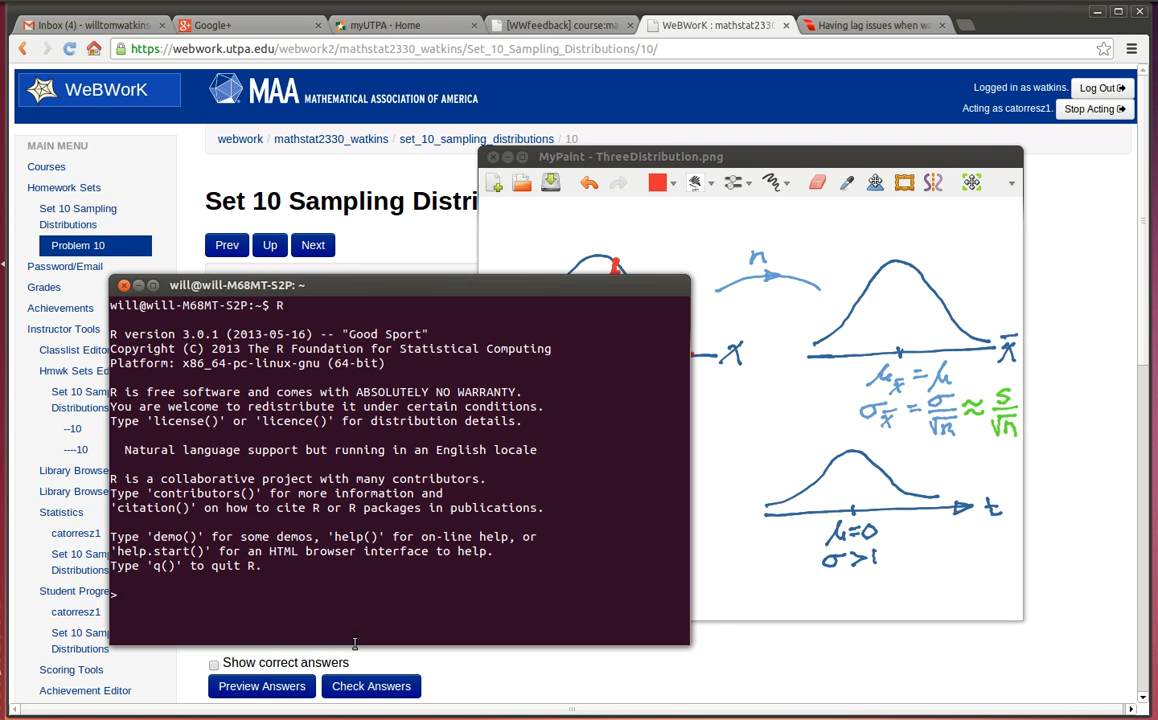 Inbox (4) - willtomwatkins
Google+
myUTPA - Home
[WWFeedback] course:ma
WeBWorK : mathstat2330
Having lag issues when w
https://webwork.utpa.edu/webwork2/mathstat2330_watkins/Set_10_Sampling_Distributions/10/
WeBWorK
MAA MATHEMATICAL ASSOCIATION OF AMERICA
Logged in as watkins. Log Out
Acting as catorresz1. Stop Acting
webwork / mathstat2330_watkins / set_10_sampling_distributions / 10
MAIN MENU
Courses
Homework Sets
Set 10 Sampling
Distributions
Problem 10
Password/Email
Grades
Achievements
Instructor Tools
Classlist Edito
Hmwk Sets Ed
Set 10 Sam
Distributions
--10
----10
Library Browse
Library Browse
Statistics
catorresz1
Set 10 Sam
Distributions
Student Progre
catorresz1
Set 10 Sam
Distributions
Scoring Tools
Achievement Editor
Set 10 Sampling Distri
Prev Up Next
MyPaint - ThreeDistribution.png
n
x
x̄
μx̄ = μ
σx̄ = σ/√n ≈ s/√n
t
μ=0
σ>1
will@will-M68MT-S2P: ~
will@will-M68MT-S2P:~$ R
R version 3.0.1 (2013-05-16) -- "Good Sport"
Copyright (C) 2013 The R Foundation for Statistical Computing
Platform: x86_64-pc-linux-gnu (64-bit)
R is free software and comes with ABSOLUTELY NO WARRANTY.
You are welcome to redistribute it under certain conditions.
Type 'license()' or 'licence()' for distribution details.
Natural language support but running in an English locale
R is a collaborative project with many contributors.
Type 'contributors()' for more information and
'citation()' on how to cite R or R packages in publications.
Type 'demo()' for some demos, 'help()' for on-line help, or
'help.start()' for an HTML browser interface to help.
Type 'q()' to quit R.
>
Show correct answers
Preview Answers Check Answers